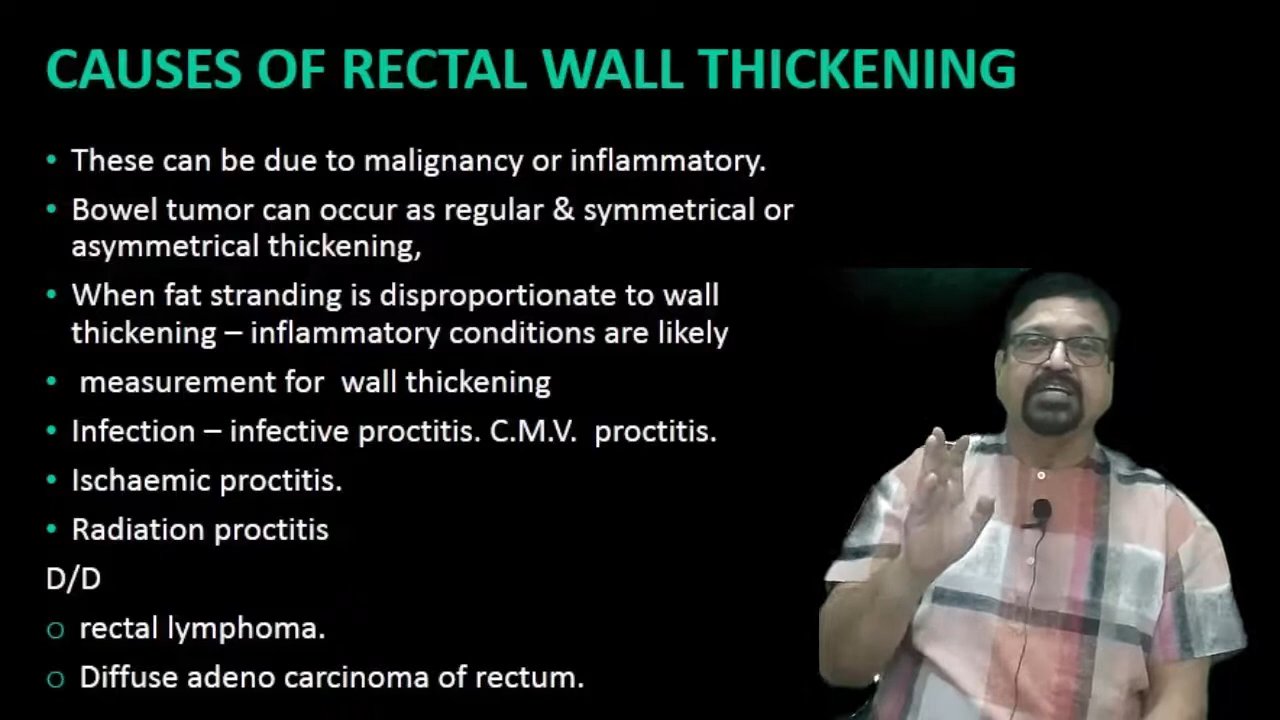 CAUSES OF RECTAL WALL THICKENING
• These can be due to malignancy or inflammatory.
• Bowel tumor can occur as regular & symmetrical or
asymmetrical thickening,
• When fat stranding is disproportionate to wall
thickening – inflammatory conditions are likely
• measurement for wall thickening
• Infection – infective proctitis. C.M.V. proctitis.
• Ischaemic proctitis.
• Radiation proctitis
D/D
o rectal lymphoma.
o Diffuse adeno carcinoma of rectum.